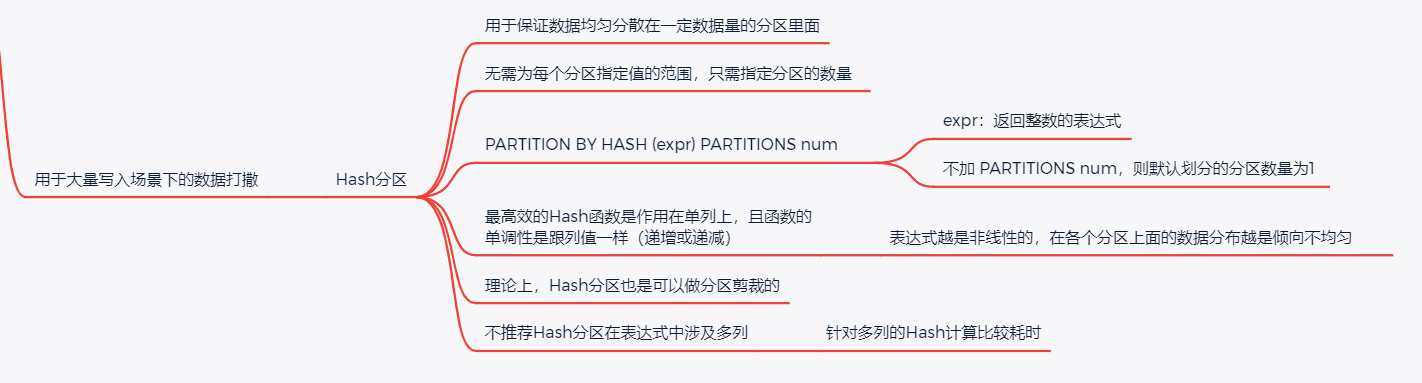 用于大量写入场景下的数据打撒
Hash分区
用于保证数据均匀分散在一定数据量的分区里面
无需为每个分区指定值的范围，只需指定分区的数量
PARTITION BY HASH (expr) PARTITIONS num
expr：返回整数的表达式
不加 PARTITIONS num，则默认划分的分区数量为1
最高效的Hash函数是作用在单列上，且函数的
单调性是跟列值一样（递增或递减）
表达式越是非线性的，在各个分区上面的数据分布越是倾向不均匀
理论上，Hash分区也是可以做分区剪裁的
不推荐Hash分区在表达式中涉及多列
针对多列的Hash计算比较耗时